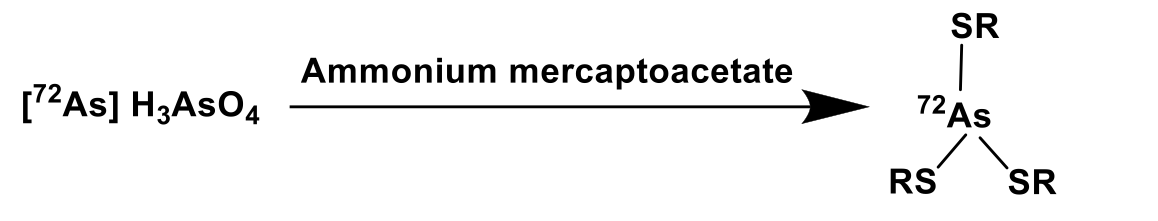 SR
Ammonium mercaptoacetate
[⁷²As] H₃AsO₄
⁷²As
RS
SR